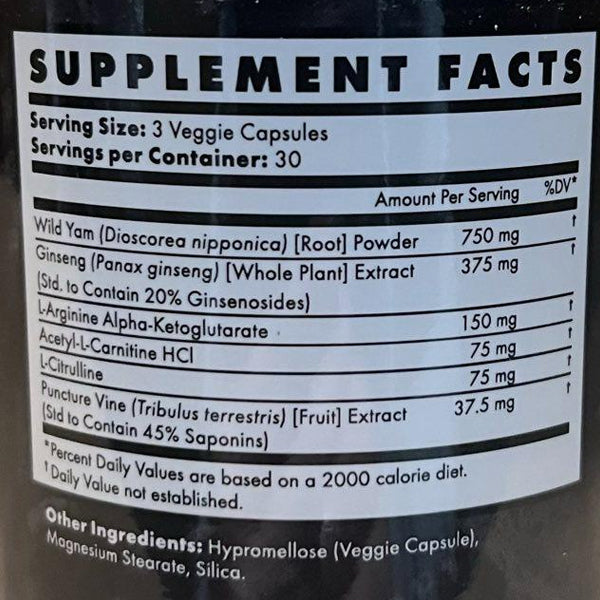 SUPPLEMENT FACTS
Serving Size: 3 Veggie Capsules
Servings per Container: 30
Amount Per Serving %DV*
Wild Yam (Dioscorea nipponica) [Root] Powder 750 mg †
Ginseng (Panax ginseng) [Whole Plant] Extract 375 mg †
(Std. to Contain 20% Ginsenosides)
L-Arginine Alpha-Ketoglutarate 150 mg †
Acetyl-L-Carnitine HCl 75 mg †
L-Citrulline 75 mg †
Puncture Vine (Tribulus terrestris) [Fruit] Extract 37.5 mg †
(Std to Contain 45% Saponins)
*Percent Daily Values are based on a 2000 calorie diet.
†Daily Value not established.
Other Ingredients: Hypromellose (Veggie Capsule),
Magnesium Stearate, Silica.